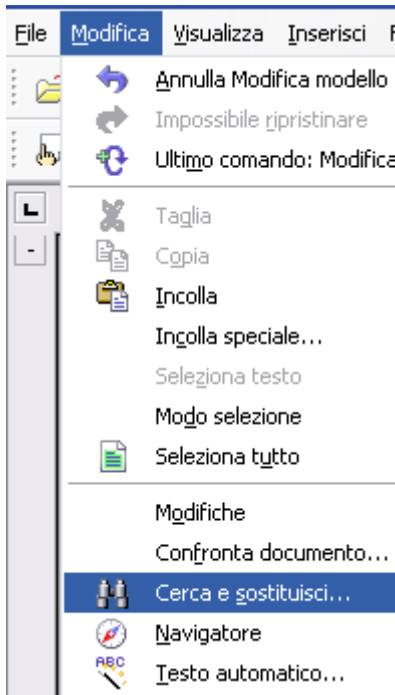 File Modifica Visualizza Inserisci F
Annulla Modifica modello
Impossibile ripristinare
Ultimo comando: Modifica
Taglia
Copia
Incolla
Incolla speciale...
Seleziona testo
Modo selezione
Seleziona tutto
Modifiche
Confronta documento...
Cerca e sostituisci...
Navigatore
ABC
Testo automatico...